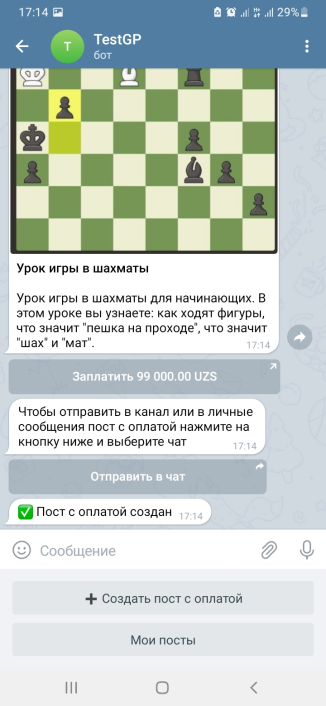 17:14
29%
T
TestGP
бот
Урок игры в шахматы
Урок игры в шахматы для начинающих. В
этом уроке вы узнаете: как ходят фигуры,
что значит "пешка на проходе", что значит
"шах" и "мат".
17:14
Заплатить 99 000.00 UZS
Чтобы отправить в канал или в личные
сообщения пост с оплатой нажмите на
кнопку ниже и выберите чат
17:14
Отправить в чат
✅ Пост с оплатой создан 17:14
Сообщение
➕ Создать пост с оплатой
Мои посты